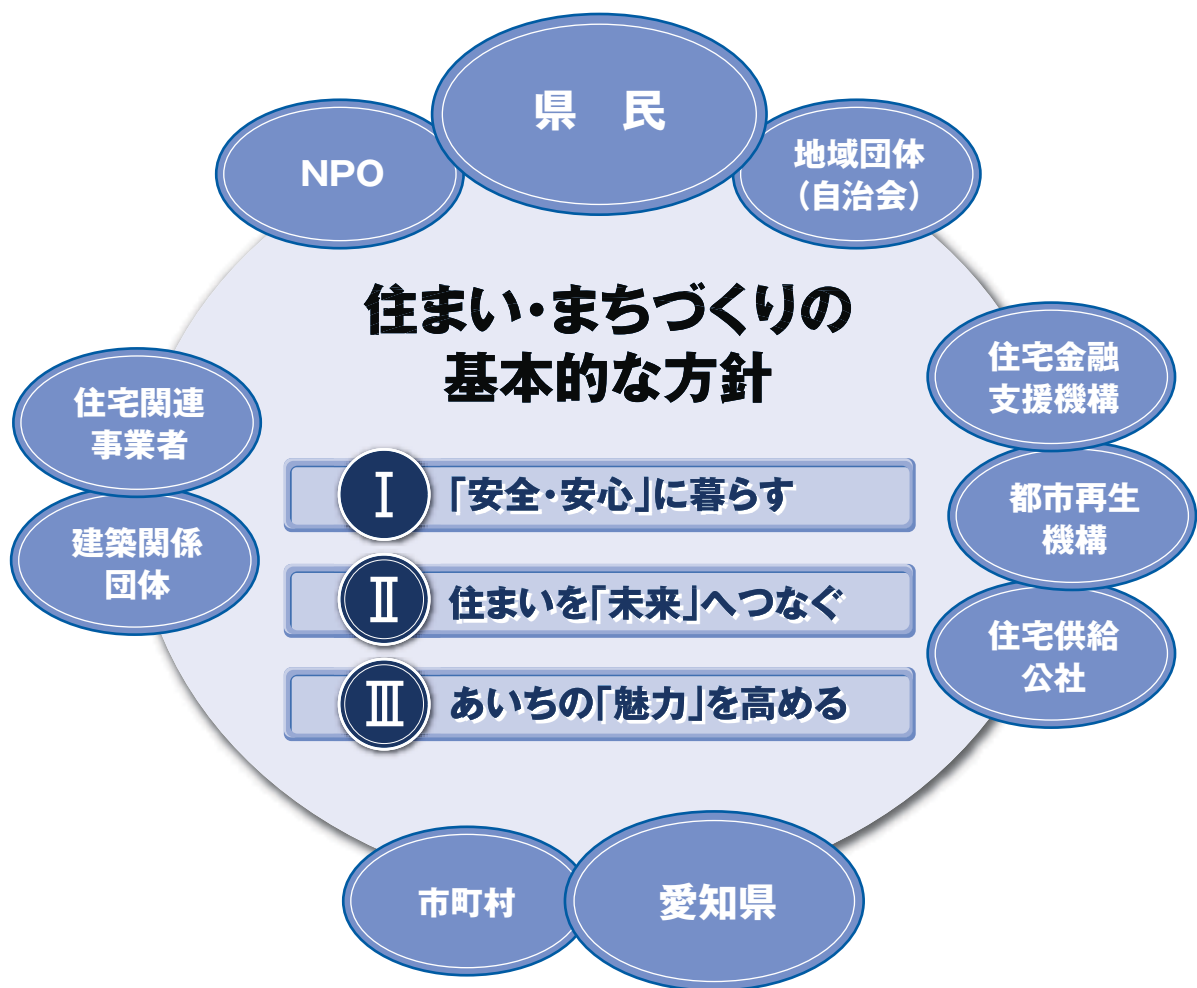 県　民
NPO
地域団体
（自治会）
住まい・まちづくりの
基本的な方針
住宅関連
事業者
建築関係
団体
住宅金融
支援機構
都市再生
機構
住宅供給
公社
Ⅰ 「安全・安心」に暮らす
Ⅱ 住まいを「未来」へつなぐ
Ⅲ あいちの「魅力」を高める
市町村
愛知県